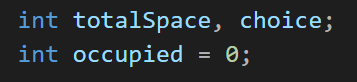 int totalSpace, choice;
int occupied = 0;